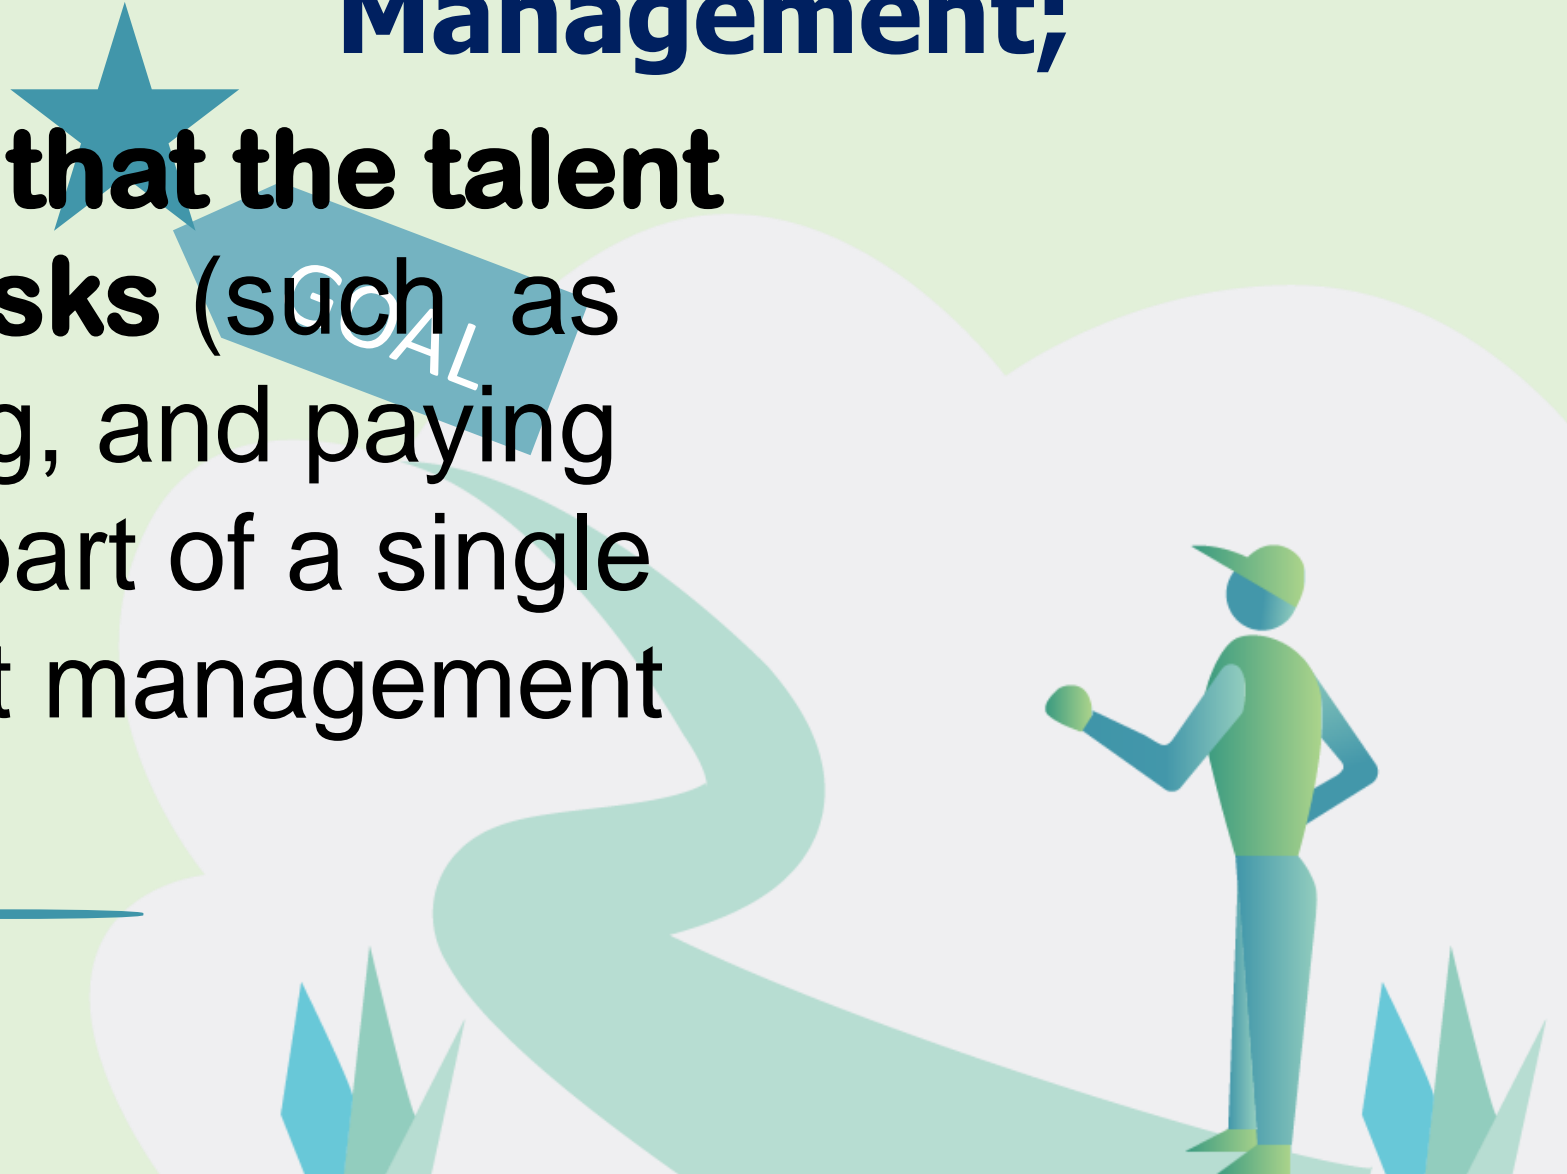 Management;
that the talent
sks (such as
GOAL
g, and paying
part of a single
t management